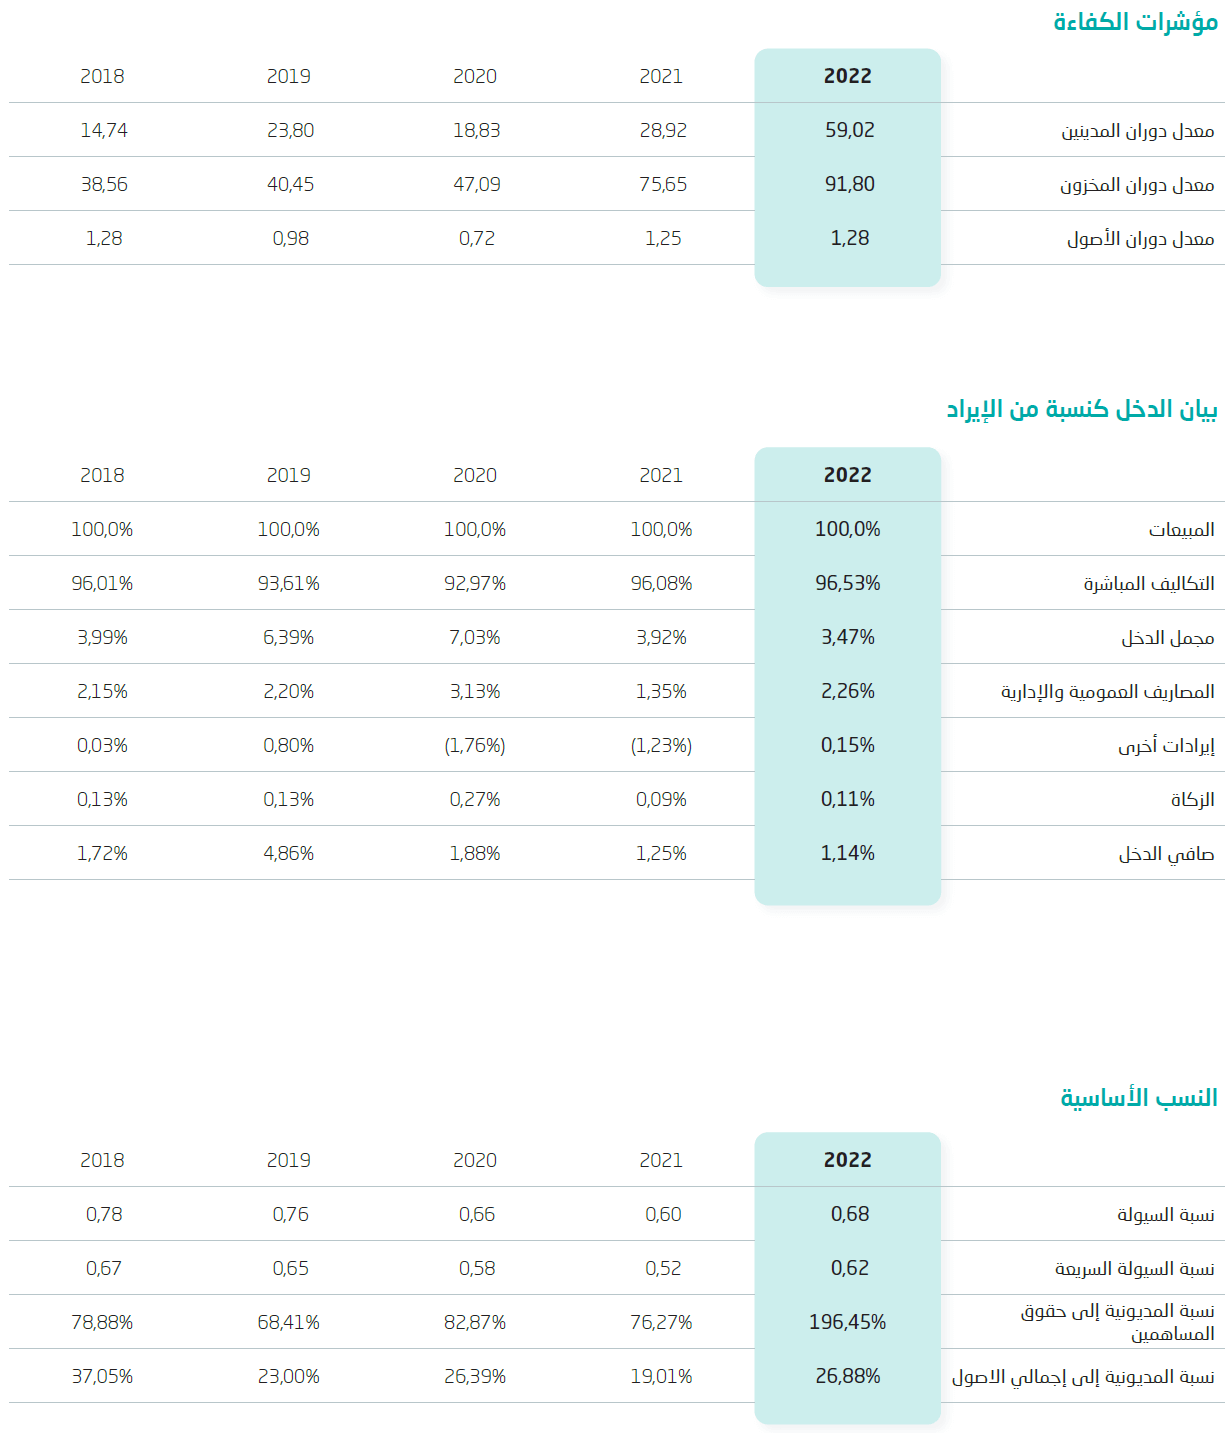 مؤشرات الكفاءة
2022 2021 2020 2019 2018
معدل دوران المدينين 59,02 28,92 18,83 23,80 14,74
معدل دوران المخزون 91,80 75,65 47,09 40,45 38,56
معدل دوران الأصول 1,28 1,25 0,72 0,98 1,28
بيان الدخل كنسبة من الإيراد
2022 2021 2020 2019 2018
المبيعات 100,0% 100,0% 100,0% 100,0% 100,0%
التكاليف المباشرة 96,53% 96,08% 92,97% 93,61% 96,01%
مجمل الدخل 3,47% 3,92% 7,03% 6,39% 3,99%
المصاريف العمومية والإدارية 2,26% 1,35% 3,13% 2,20% 2,15%
إيرادات أخرى 0,15% (1,23%) (1,76%) 0,80% 0,03%
الزكاة 0,11% 0,09% 0,27% 0,13% 0,13%
صافي الدخل 1,14% 1,25% 1,88% 4,86% 1,72%
النسب الأساسية
2022 2021 2020 2019 2018
نسبة السيولة 0,68 0,60 0,66 0,76 0,78
نسبة السيولة السريعة 0,62 0,52 0,58 0,65 0,67
نسبة المديونية إلى حقوق
المساهمين 196,45% 76,27% 82,87% 68,41% 78,88%
نسبة المديونية إلى إجمالي الاصول 26,88% 19,01% 26,39% 23,00% 37,05%